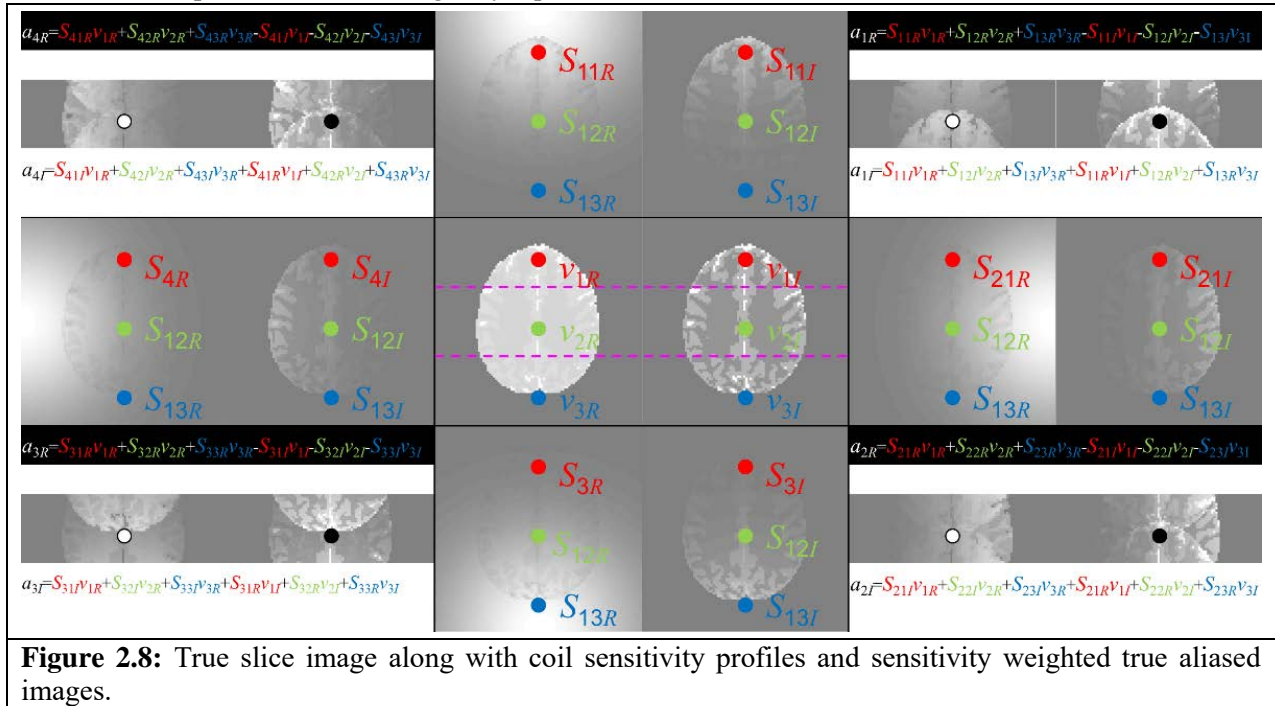 a4R=S41Rv1R+S42Rv2R+S43Rv3R-S41Iv1I-S42Iv2I-S43Iv3I
a4I=S41Iv1R+S42Iv2R+S43Iv3R+S41Rv1I+S42Rv2I+S43Rv3I
S11R S11I
S12R S12I
S13R S13I
a1R=S11Rv1R+S12Rv2R+S13Rv3R-S11Iv1I-S12Iv2I-S13Iv3I
a1I=S11Iv1R+S12Iv2R+S13Iv3R+S11Rv1I+S12Rv2I+S13Rv3I
S4R S4I
S12R S12I
S13R S13I
v1R v1I
v2R v2I
v3R v3I
S21R S21I
S12R S12I
S13R S13I
a3R=S31Rv1R+S32Rv2R+S33Rv3R-S31Iv1I-S32Iv2I-S33Iv3I
a3I=S31Iv1R+S32Iv2R+S33Iv3R+S31Rv1I+S32Rv2I+S33Rv3I
S3R S3I
S12R S12I
S13R S13I
a2R=S21Rv1R+S22Rv2R+S23Rv3R-S21Iv1I-S22Iv2I-S23Iv3I
a2I=S21Iv1R+S22Iv2R+S23Iv3R+S21Rv1I+S22Rv2I+S23Rv3I
Figure 2.8: True slice image along with coil sensitivity profiles and sensitivity weighted true aliased
images.